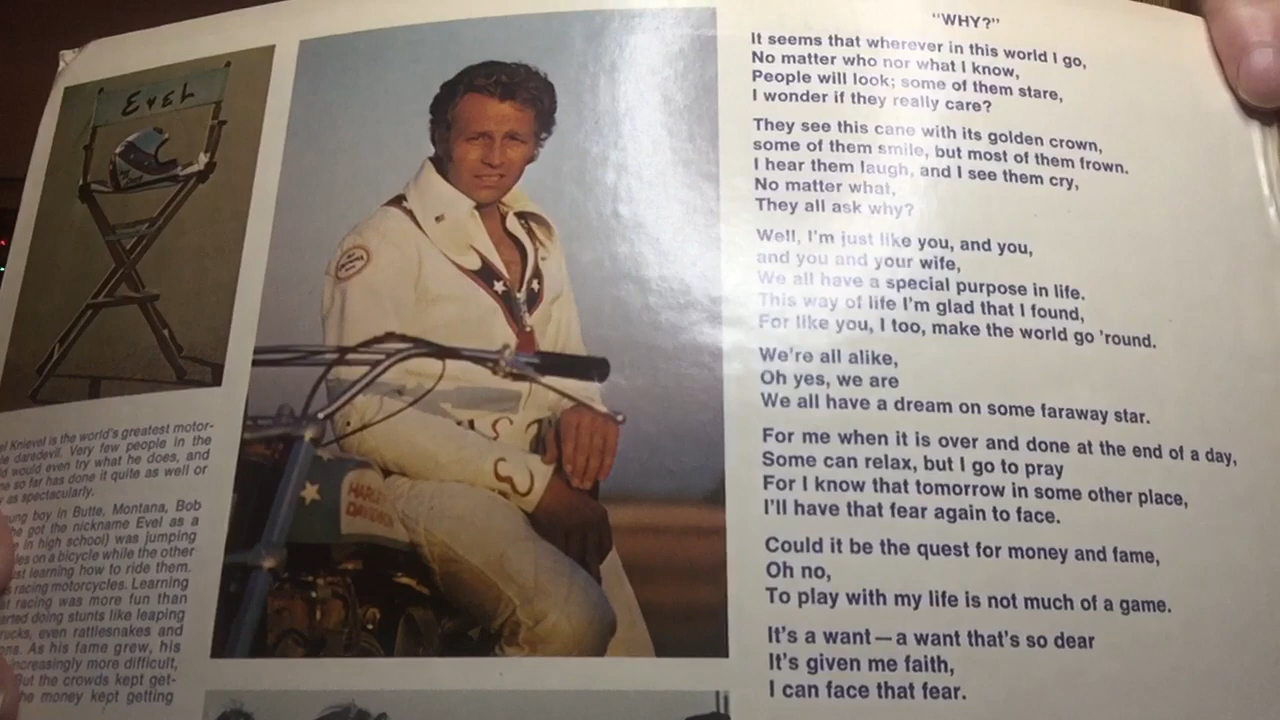 EvEL
HARLEY
DAVIDSON
Knievel is the world's greatest motor-
daredevil. Very few people in the
would even try what he does, and
so far has done it quite as well or
as spectacularly.
young boy in Butte, Montana, Bob
he got the nickname Evel as a
in high school) was jumping
on a bicycle while the other
learning how to ride them.
racing motorcycles. Learning
racing was more fun than
started doing stunts like leaping
trucks, even rattlesnakes and
As his fame grew, his
increasingly more difficult,
But the crowds kept get-
the money kept getting
"WHY?"
It seems that wherever in this world I go,
No matter who nor what I know,
People will look; some of them stare,
I wonder if they really care?
They see this cane with its golden crown,
some of them smile, but most of them frown.
I hear them laugh, and I see them cry,
No matter what,
They all ask why?
Well, I'm just like you, and you,
and you and your wife,
We all have a special purpose in life.
This way of life I'm glad that I found,
For like you, I too, make the world go 'round.
We're all alike,
Oh yes, we are
We all have a dream on some faraway star.
For me when it is over and done at the end of a day,
Some can relax, but I go to pray
For I know that tomorrow in some other place,
I'll have that fear again to face.
Could it be the quest for money and fame,
Oh no,
To play with my life is not much of a game.
It's a want—a want that's so dear
It's given me faith,
I can face that fear.